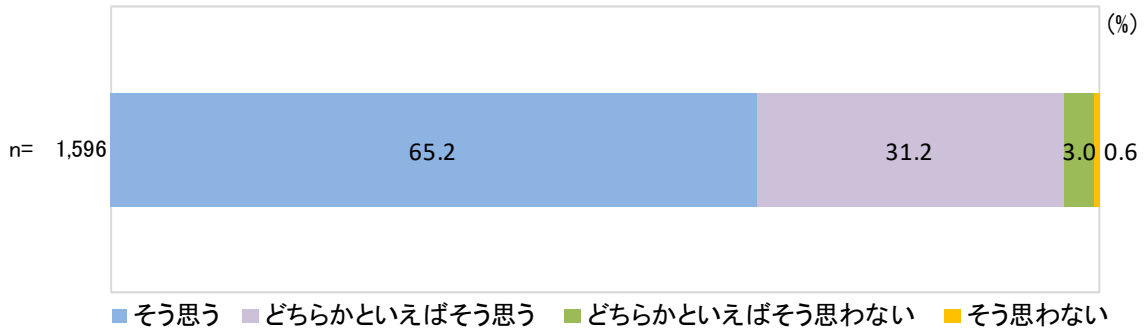 (%)
n= 1,596 65.2 31.2 3.0 0.6
そう思う どちらかといえばそう思う どちらかといえばそう思わない そう思わない